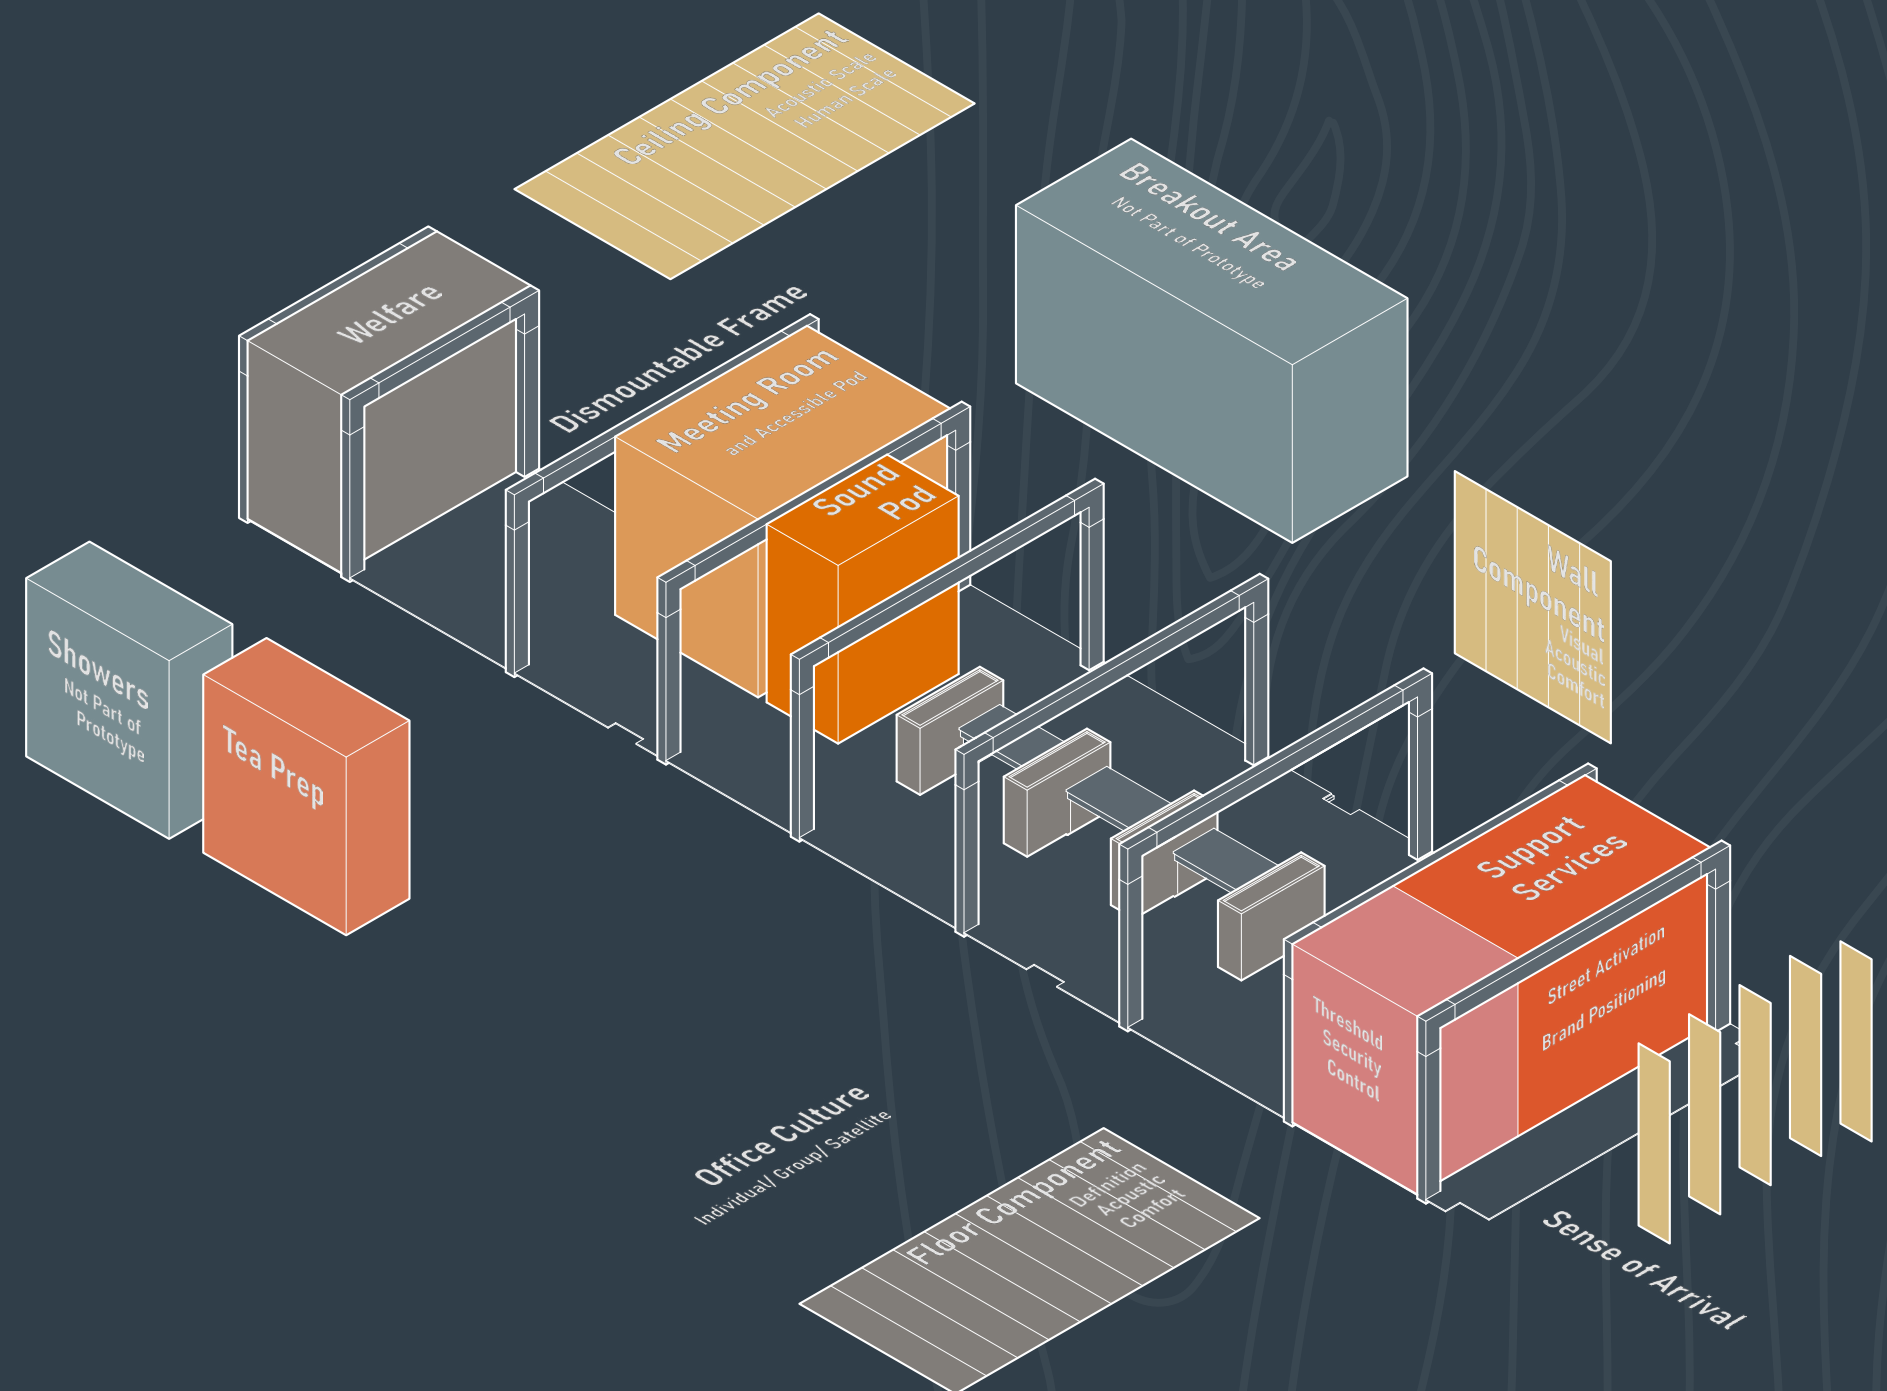 Ceiling Component
Acoustic Scale
Human Scale
Breakout Area
Not Part of Prototype
Welfare
Dismountable Frame
Meeting Room
and Accessible Pod
Sound
Pod
Wall
Component
Visual
Acoustic
Comfort
Showers
Not Part of
Prototype
Tea Prep
Support
Services
Street Activation
Brand Positioning
Threshold
Security
Control
Office Culture
Individual/ Group/ Satellite
Floor Component
Definition
Acoustic
Comfort
Sense of Arrival